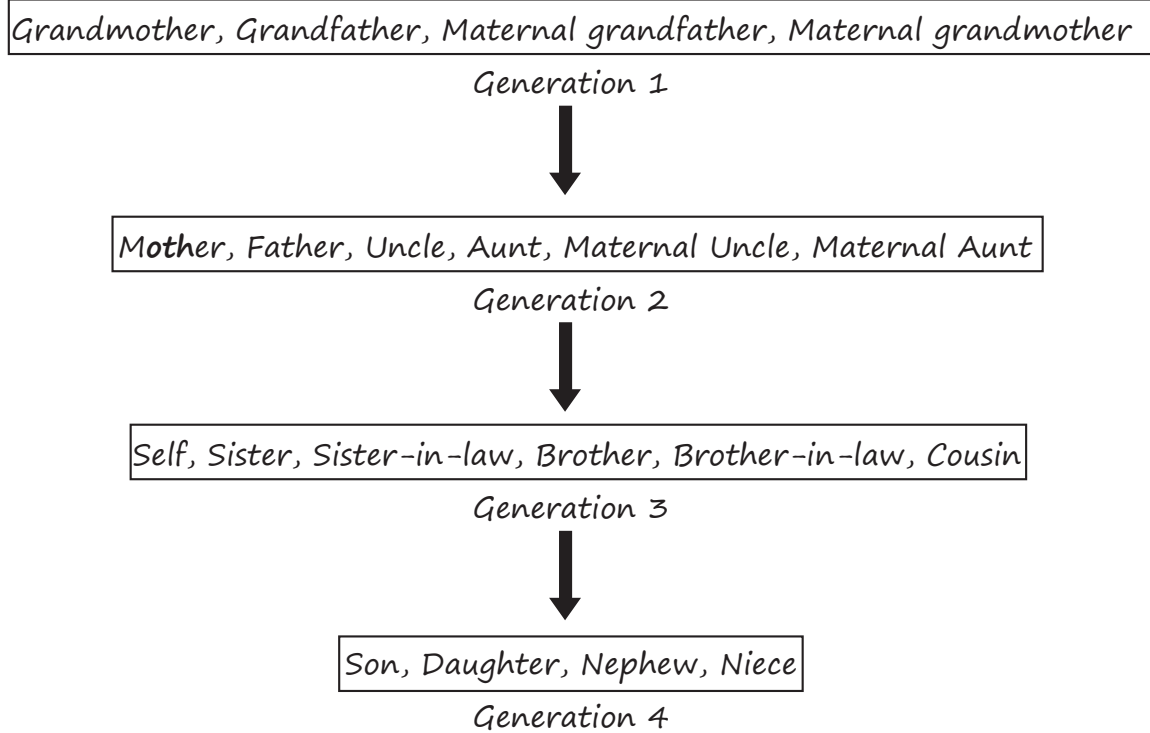 Grandmother, Grandfather, Maternal grandfather, Maternal grandmother
Generation 1
Mother, Father, Uncle, Aunt, Maternal Uncle, Maternal Aunt
Generation 2
Self, Sister, Sister-in-law, Brother, Brother-in-law, Cousin
Generation 3
Son, Daughter, Nephew, Niece
Generation 4